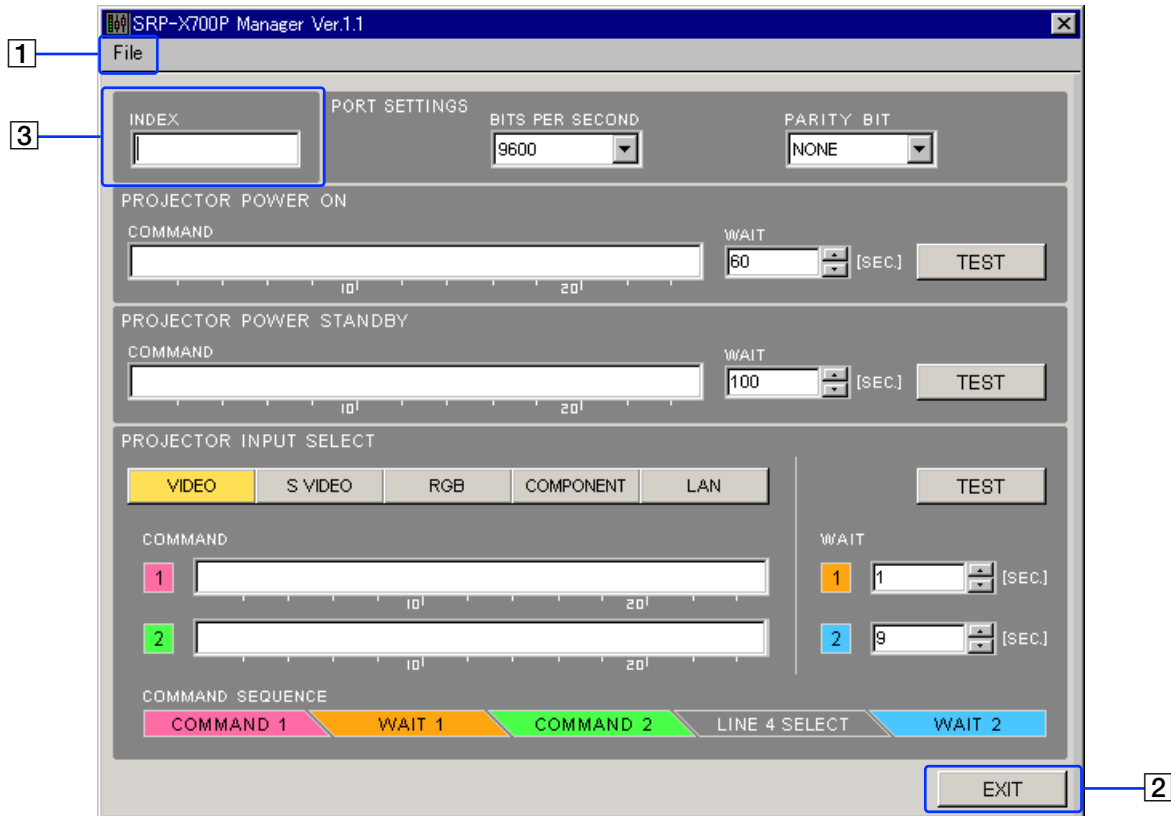 SRP-X700P Manager Ver.1.1
1
File
3
INDEX
PORT SETTINGS
BITS PER SECOND
9600
PARITY BIT
NONE
PROJECTOR POWER ON
COMMAND
WAIT
60 [SEC.] TEST
10 20
PROJECTOR POWER STANDBY
COMMAND
WAIT
100 [SEC.] TEST
10 20
PROJECTOR INPUT SELECT
VIDEO S VIDEO RGB COMPONENT LAN TEST
COMMAND WAIT
1 1 1 [SEC.]
10 20
2 2 9 [SEC.]
10 20
COMMAND SEQUENCE
COMMAND 1 WAIT 1 COMMAND 2 LINE 4 SELECT WAIT 2
EXIT
2